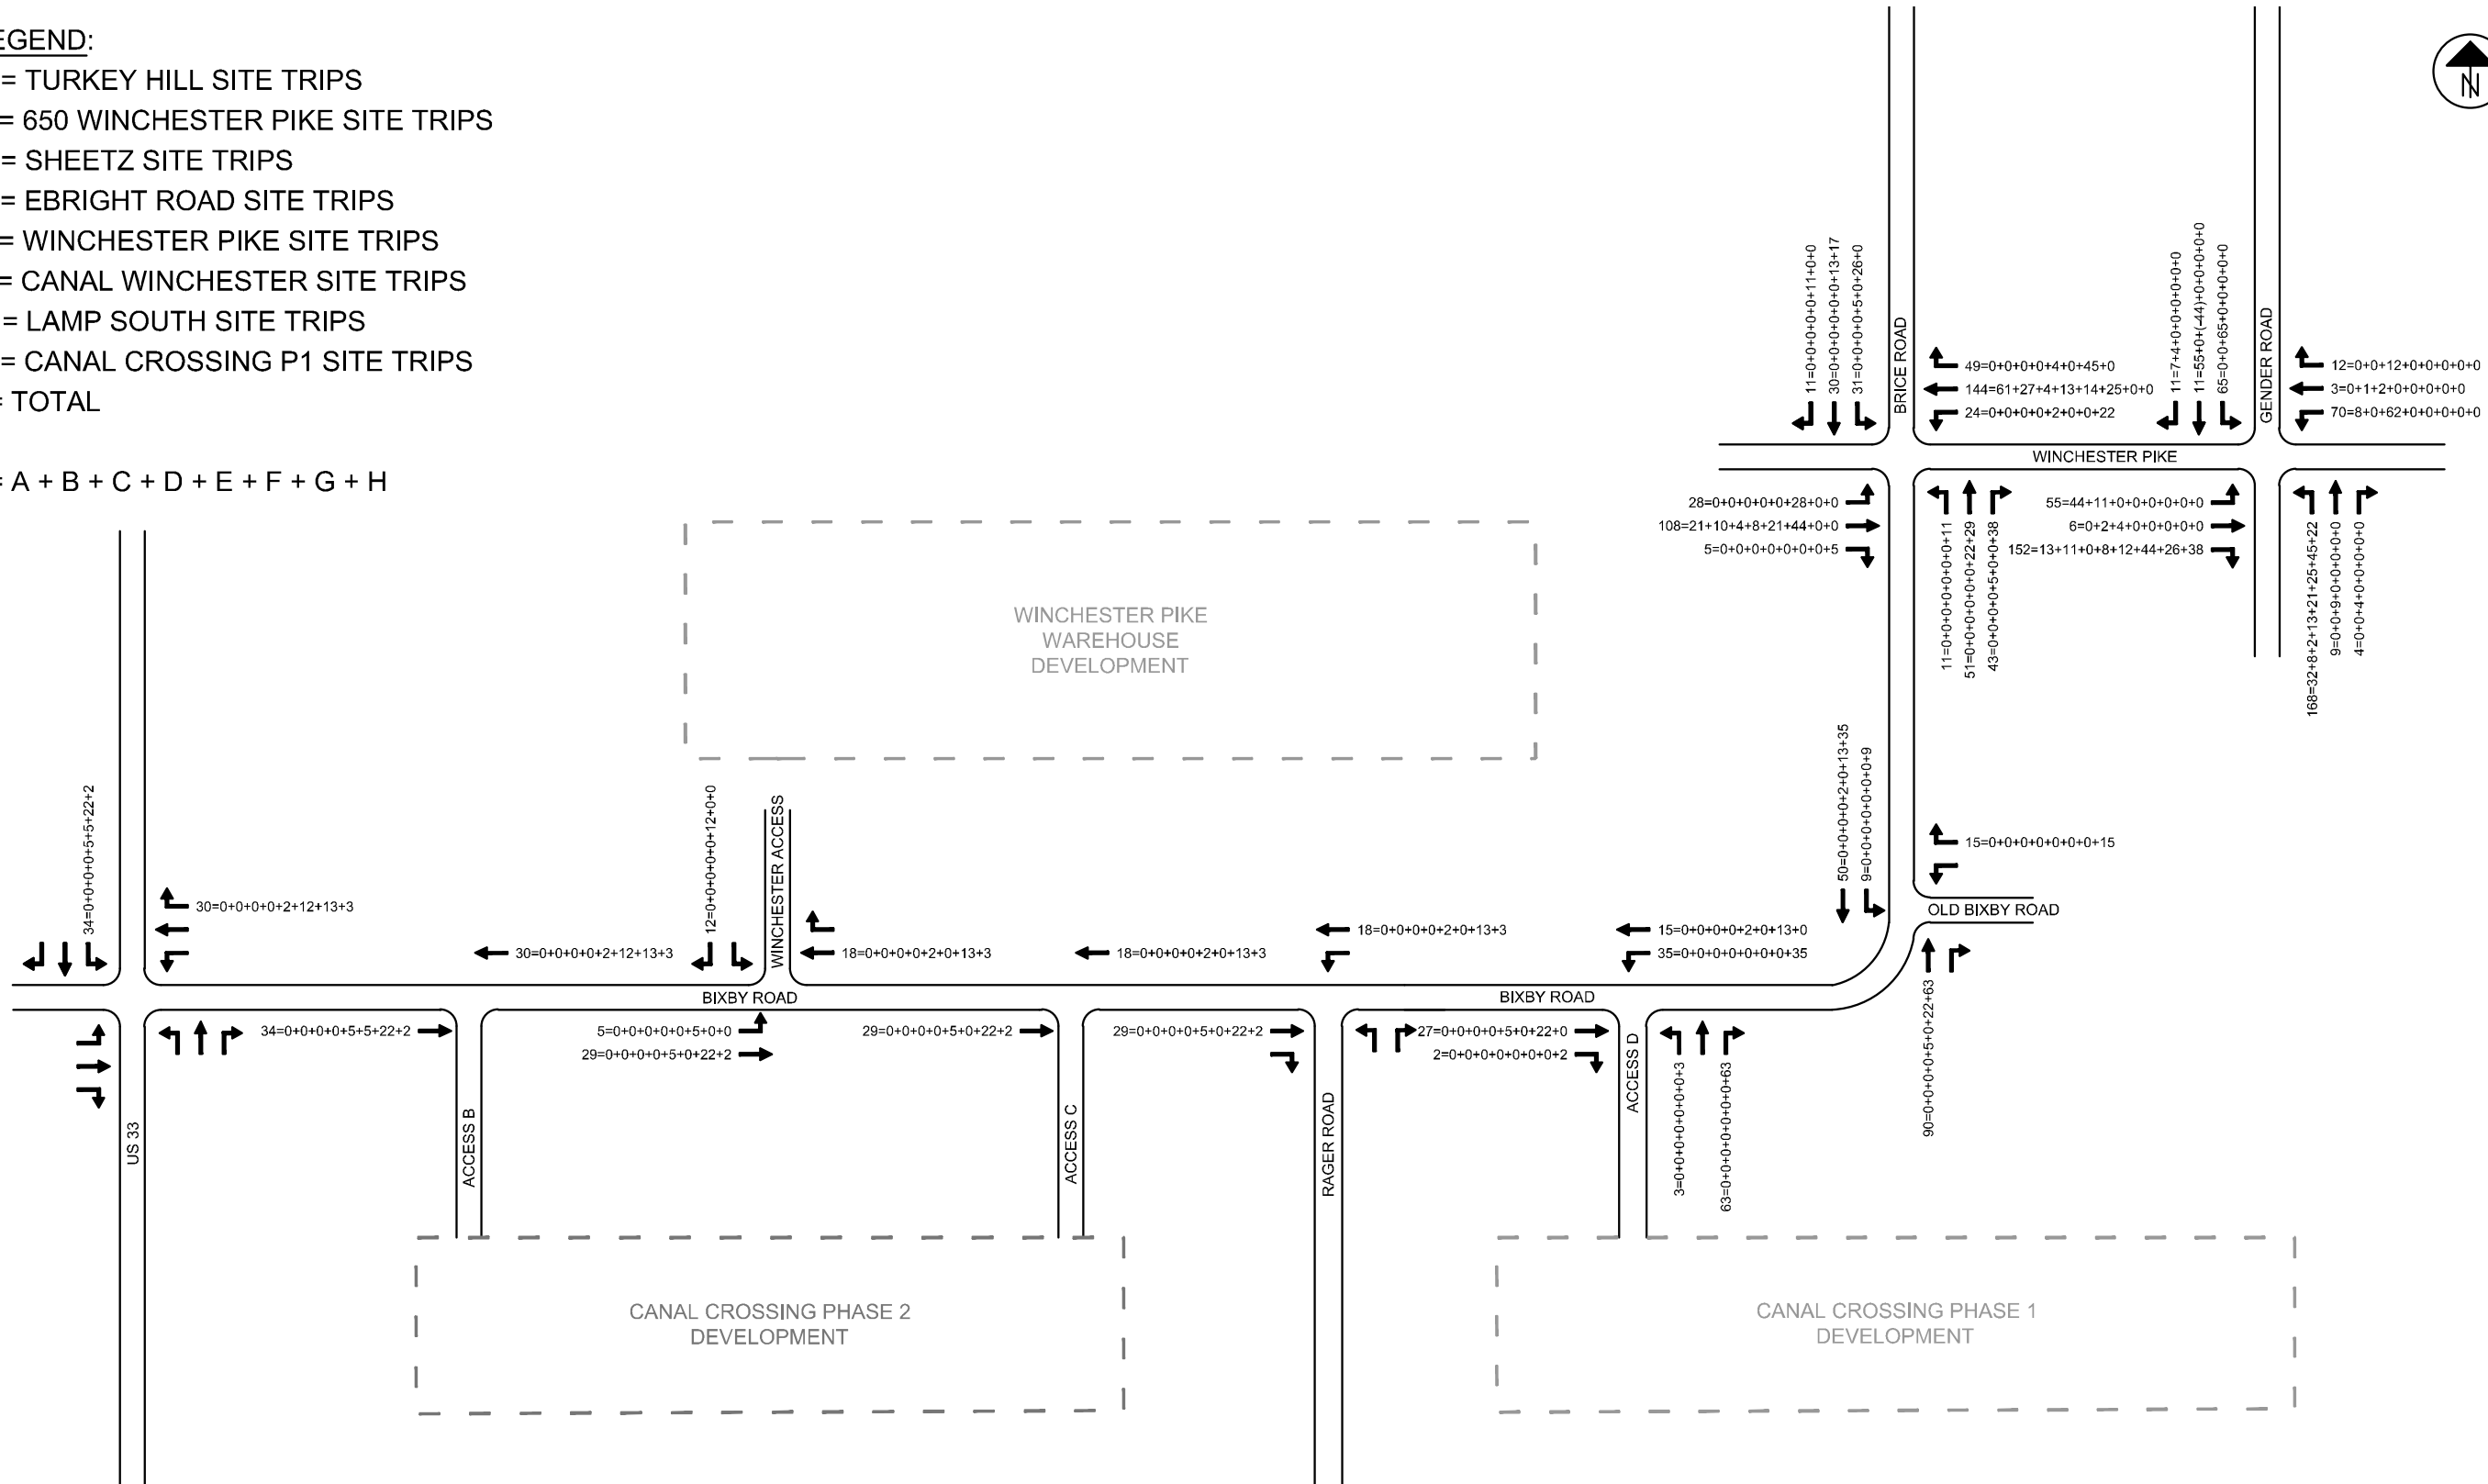 EGEND:
= TURKEY HILL SITE TRIPS
= 650 WINCHESTER PIKE SITE TRIPS
= SHEETZ SITE TRIPS
= EBRIGHT ROAD SITE TRIPS
= WINCHESTER PIKE SITE TRIPS
= CANAL WINCHESTER SITE TRIPS
= LAMP SOUTH SITE TRIPS
= CANAL CROSSING P1 SITE TRIPS
= TOTAL
= A + B + C + D + E + F + G + H
N
11=0+0+0+0+0+11+0+0
30=0+0+0+0+0+0+13+17
31=0+0+0+0+5+0+26+0
BRICE ROAD
49=0+0+0+0+4+0+45+0
144=61+27+4+13+14+25+0+0
24=0+0+0+0+2+0+0+22
11=7+4+0+0+0+0+0+0
11=55+0+(-44)+0+0+0+0+0
65=0+0+65+0+0+0+0+0
GENDER ROAD
12=0+0+12+0+0+0+0+0
3=0+1+2+0+0+0+0+0
70=8+0+62+0+0+0+0+0
WINCHESTER PIKE
28=0+0+0+0+0+28+0+0
108=21+10+4+8+21+44+0+0
5=0+0+0+0+0+0+0+5
11=0+0+0+0+0+0+0+11
51=0+0+0+0+0+0+22+29
43=0+0+0+0+5+0+0+38
55=44+11+0+0+0+0+0+0
6=0+2+4+0+0+0+0+0
152=13+11+0+8+12+44+26+38
168=32+8+2+13+21+25+45+22
9=0+0+9+0+0+0+0+0
4=0+0+4+0+0+0+0+0
WINCHESTER PIKE
WAREHOUSE
DEVELOPMENT
34=0+0+0+0+5+5+22+2
30=0+0+0+0+2+12+13+3
30=0+0+0+0+2+12+13+3
12=0+0+0+0+0+12+0+0
WINCHESTER ACCESS
18=0+0+0+0+2+0+13+3
18=0+0+0+0+2+0+13+3
18=0+0+0+0+2+0+13+3
15=0+0+0+0+2+0+13+0
35=0+0+0+0+0+0+0+35
50=0+0+0+0+2+0+13+35
9=0+0+0+0+0+0+0+9
15=0+0+0+0+0+0+0+15
OLD BIXBY ROAD
BIXBY ROAD
BIXBY ROAD
34=0+0+0+0+5+5+22+2
5=0+0+0+0+0+5+0+0
29=0+0+0+0+5+0+22+2
29=0+0+0+0+5+0+22+2
29=0+0+0+0+5+0+22+2
27=0+0+0+0+5+0+22+0
2=0+0+0+0+0+0+0+2
3=0+0+0+0+0+0+0+3
63=0+0+0+0+0+0+0+63
90=0+0+0+0+5+0+22+63
US 33
ACCESS B
ACCESS C
RAGER ROAD
ACCESS D
CANAL CROSSING PHASE 2
DEVELOPMENT
CANAL CROSSING PHASE 1
DEVELOPMENT